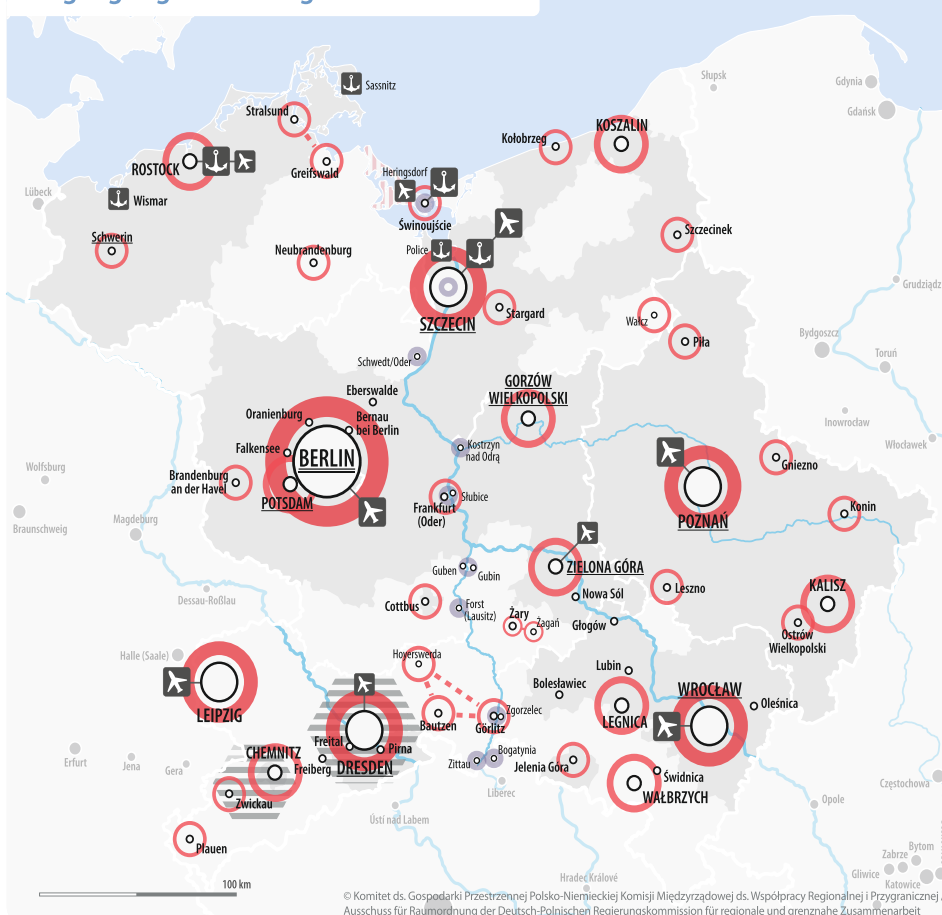 Sassnitz
Słupsk
Gdynia
Gdańsk
Stralsund
KOSZALIN
Kołobrzeg
ROSTOCK
Greifswald
Heringsdorf
Lübeck
Wismar
Świnoujście
Szczecinek
Schwerin
Neubrandenburg
Police
Grudziądz
Stargard
SZCZECIN
Wałcz
Piła
Bydgoszcz
Schwedt/Oder
Toruń
GORZÓW
WIELKOPOLSKI
Eberswalde
Oranienburg
Bernau
bei Berlin
Inowrocław
Włocławek
Falkensee
BERLIN
Kostrzyn
nad Odrą
Gniezno
Wolfsburg
Brandenburg
an der Havel
POTSDAM
Słubice
Frankfurt
(Oder)
POZNAŃ
Konin
Braunschweig
Magdeburg
Guben
Gubin
ZIELONA GÓRA
Leszno
KALISZ
Dessau-Roßlau
Cottbus
Forst
(Lausitz)
Nowa Sól
Żary
Żagań
Głogów
Ostrów
Wielkopolski
Halle (Saale)
Hoyerswerda
Lubin
Bolesławiec
WROCŁAW
Oleśnica
LEIPZIG
Zgorzelec
Bautzen
Görlitz
LEGNICA
Freital
Pirna
CHEMNITZ
Freiberg
DRESDEN
Bogatynia
Zittau
Jelenia Góra
Świdnica
Erfurt
Jena
Gera
Liberec
WAŁBRZYCH
Częstochowa
Zwickau
Opole
Ústí nad Labem
Plauen
Bytom
Zabrze
Gliwice
Katowice
Hradec Králové
100 km
© Komitet ds. Gospodarki Przestrzennej Polsko-Niemieckiej Komisji Międzyrządowej ds. Współpracy Regionalnej i Przygranicznej,
Ausschuss für Raumordnung der Deutsch-Polnischen Regierungskommission für regionale und grenznahe Zusammenarbeit